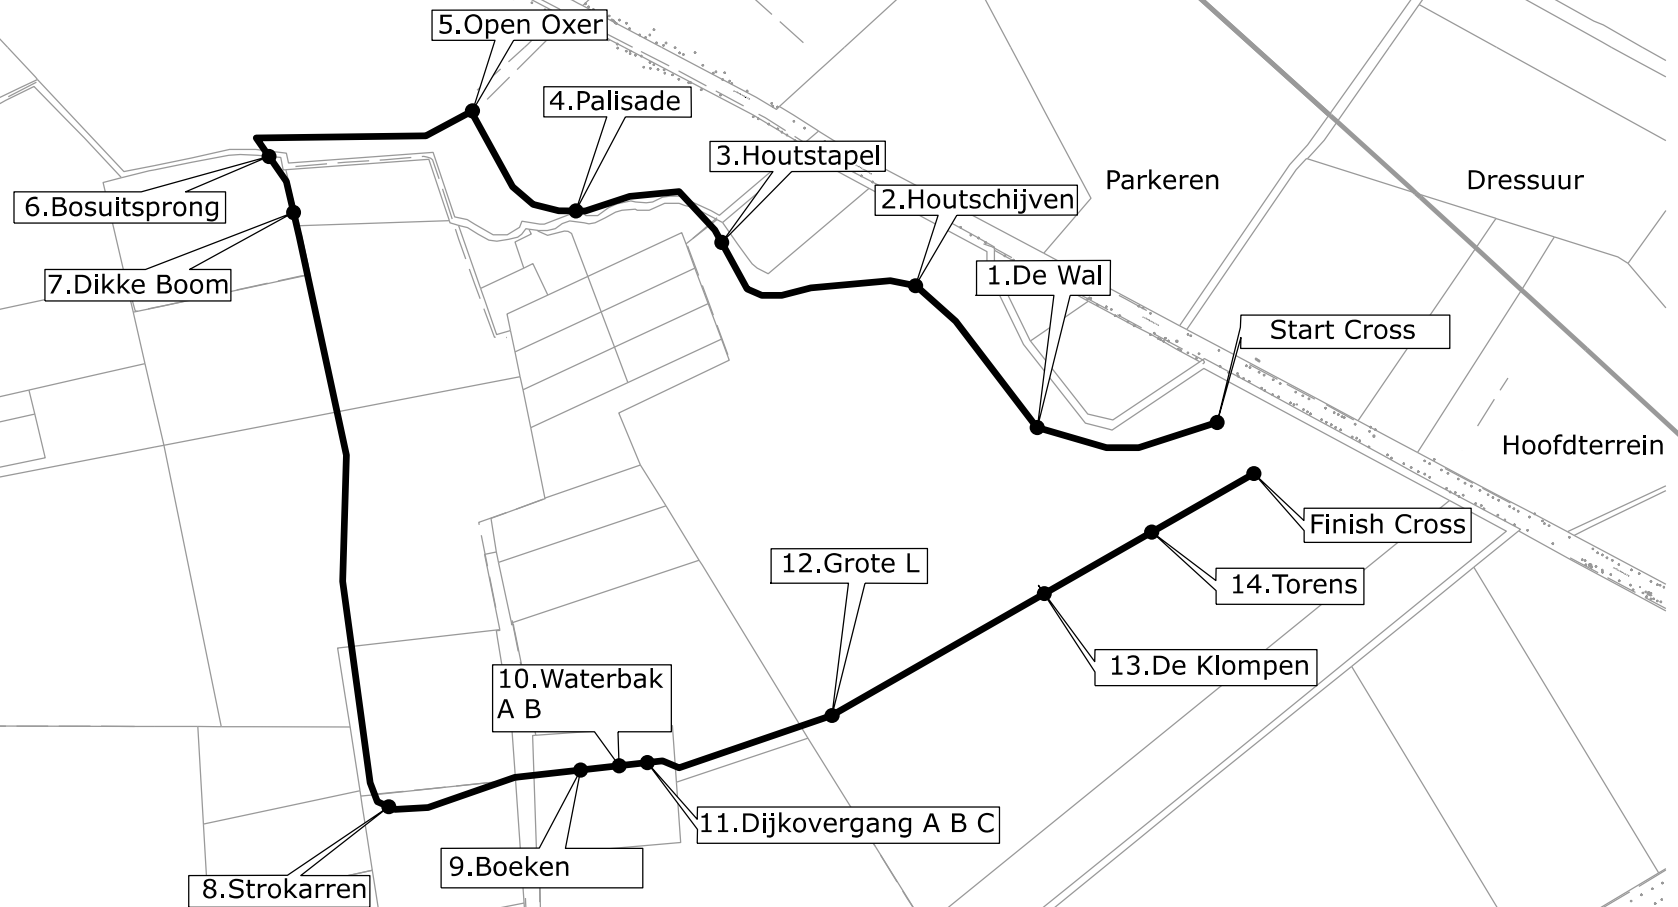 5.Open Oxer
4.Palisade
3.Houtstapel
Parkeren
Dressuur
2.Houtschijven
6.Bosuitsprong
1.De Wal
7.Dikke Boom
Start Cross
Hoofdterrein
Finish Cross
12.Grote L
14.Torens
13.De Klompen
10.Waterbak
A B
11.Dijkovergang A B C
9.Boeken
8.Strokarren